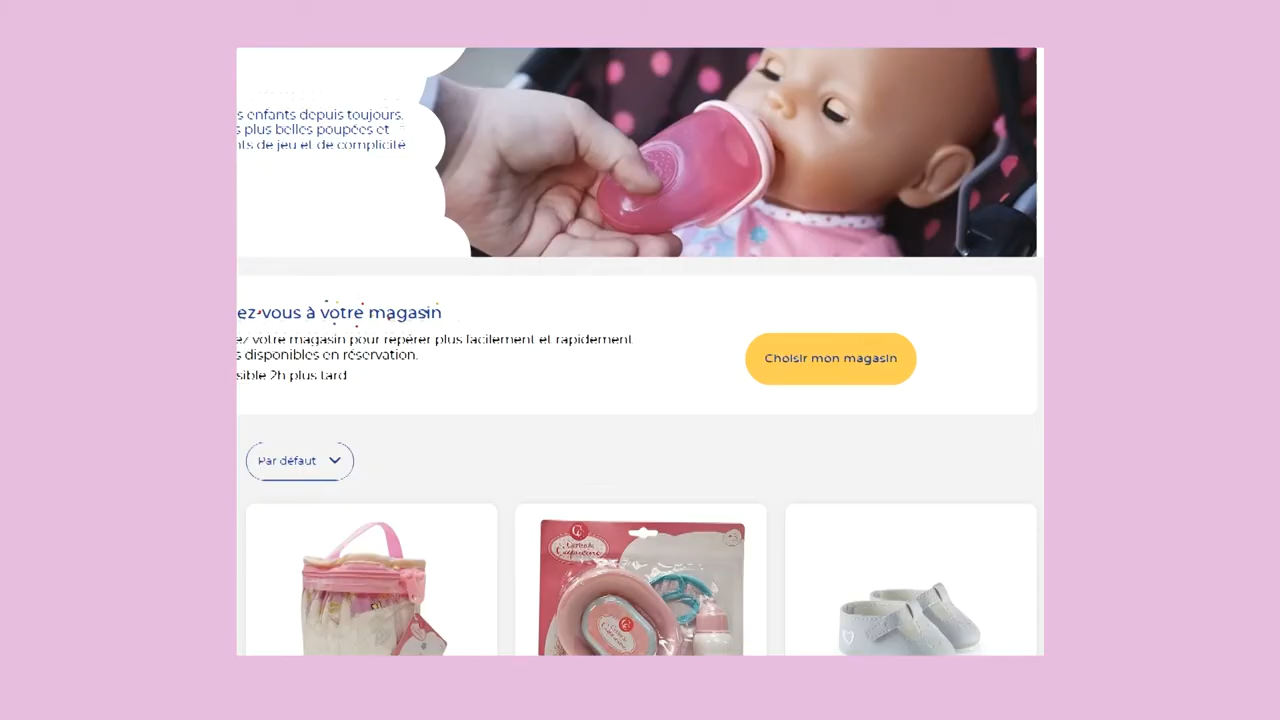 s enfants depuis toujours.
s plus belles poupées et
nts de jeu et de complicité
ez-vous à votre magasin
ez votre magasin pour repérer plus facilement et rapidement
s disponibles en réservation.
sible 2h plus tard
Choisir mon magasin
Par défaut